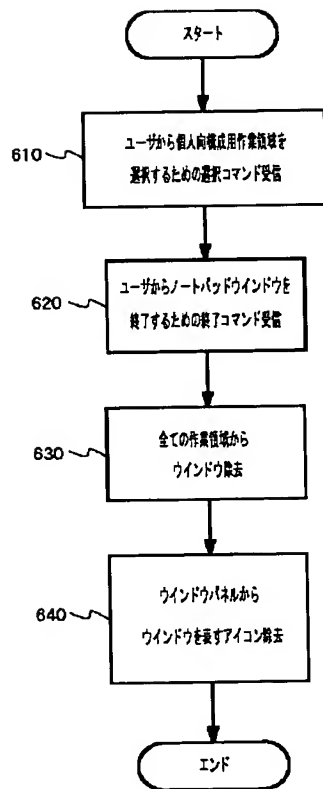 スタート
610
ユーザから個人向構成用作業領域を
選択するための選択コマンド受信
620
ユーザからノートパッドウインドウを
終了するための終了コマンド受信
630
全ての作業領域から
ウインドウ除去
640
ウインドウパネルから
ウインドウを表すアイコン除去
エンド